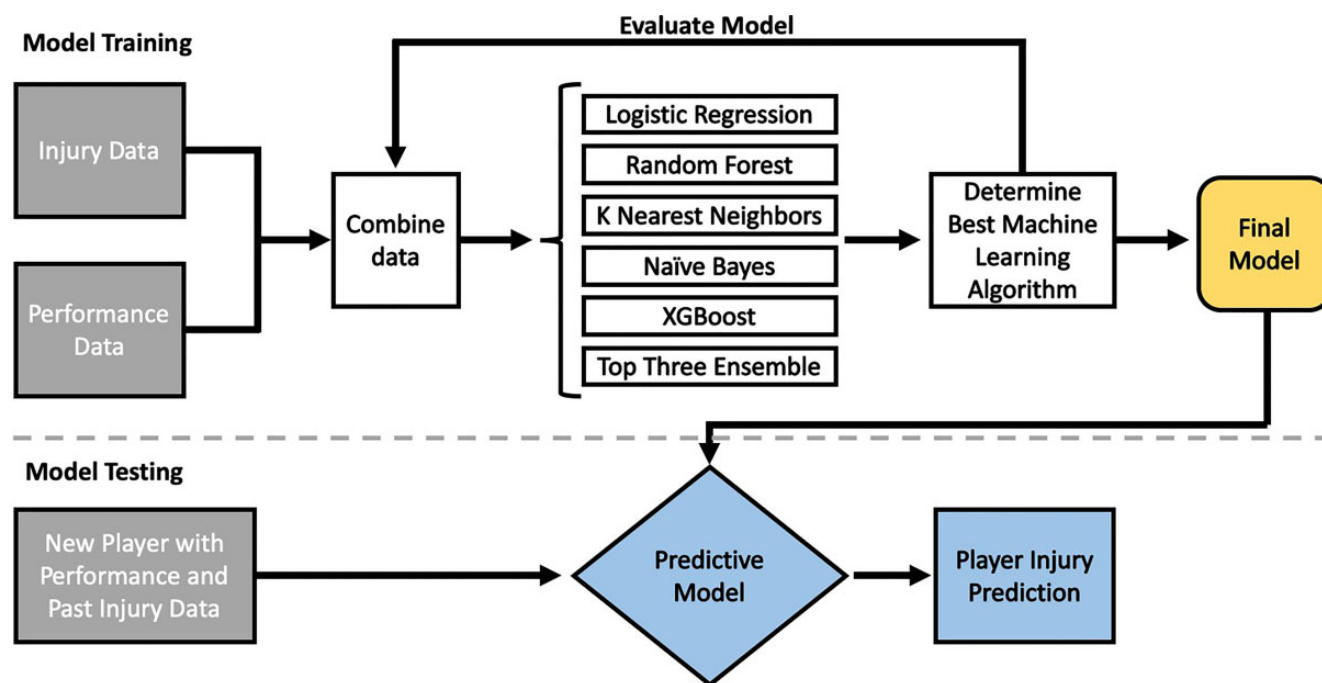 Evaluate Model
Model Training
Injury Data
Performance
Data
Combine
data
Logistic Regression
Random Forest
K Nearest Neighbors
Naïve Bayes
XGBoost
Top Three Ensemble
Determine
Best Machine
Learning
Algorithm
Final
Model
Model Testing
New Player with
Performance and
Past Injury Data
Predictive
Model
Player Injury
Prediction